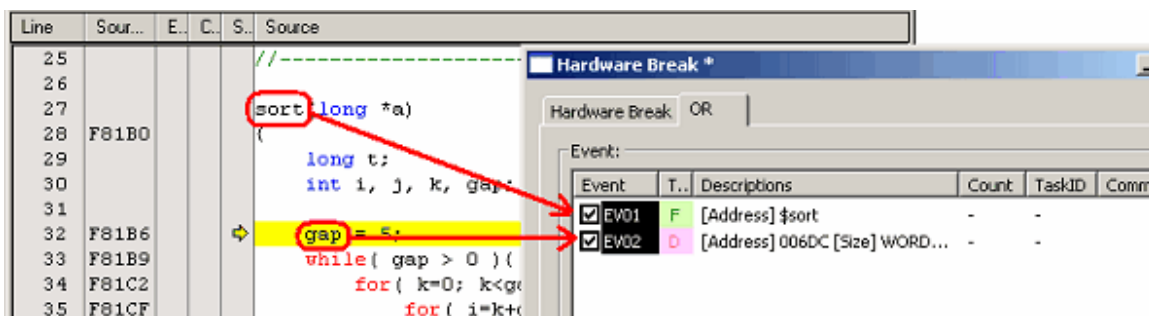 Line Sour... E.. C.. S.. Source
25 //--------------------
26
27 sort(long *a)
28 F81B0 {
29 long t;
30 int i, j, k, gap;
31
32 F81B6 gap = 5;
33 F81B9 while( gap > 0 ){
34 F81C2 for( k=0; k<
35 F81CF for( i=k+
Hardware Break *
Hardware Break OR
Event:
Event T.. Descriptions Count TaskID Comm
EV01 F [Address] $sort - -
EV02 D [Address] 006DC [Size] WORD... - -